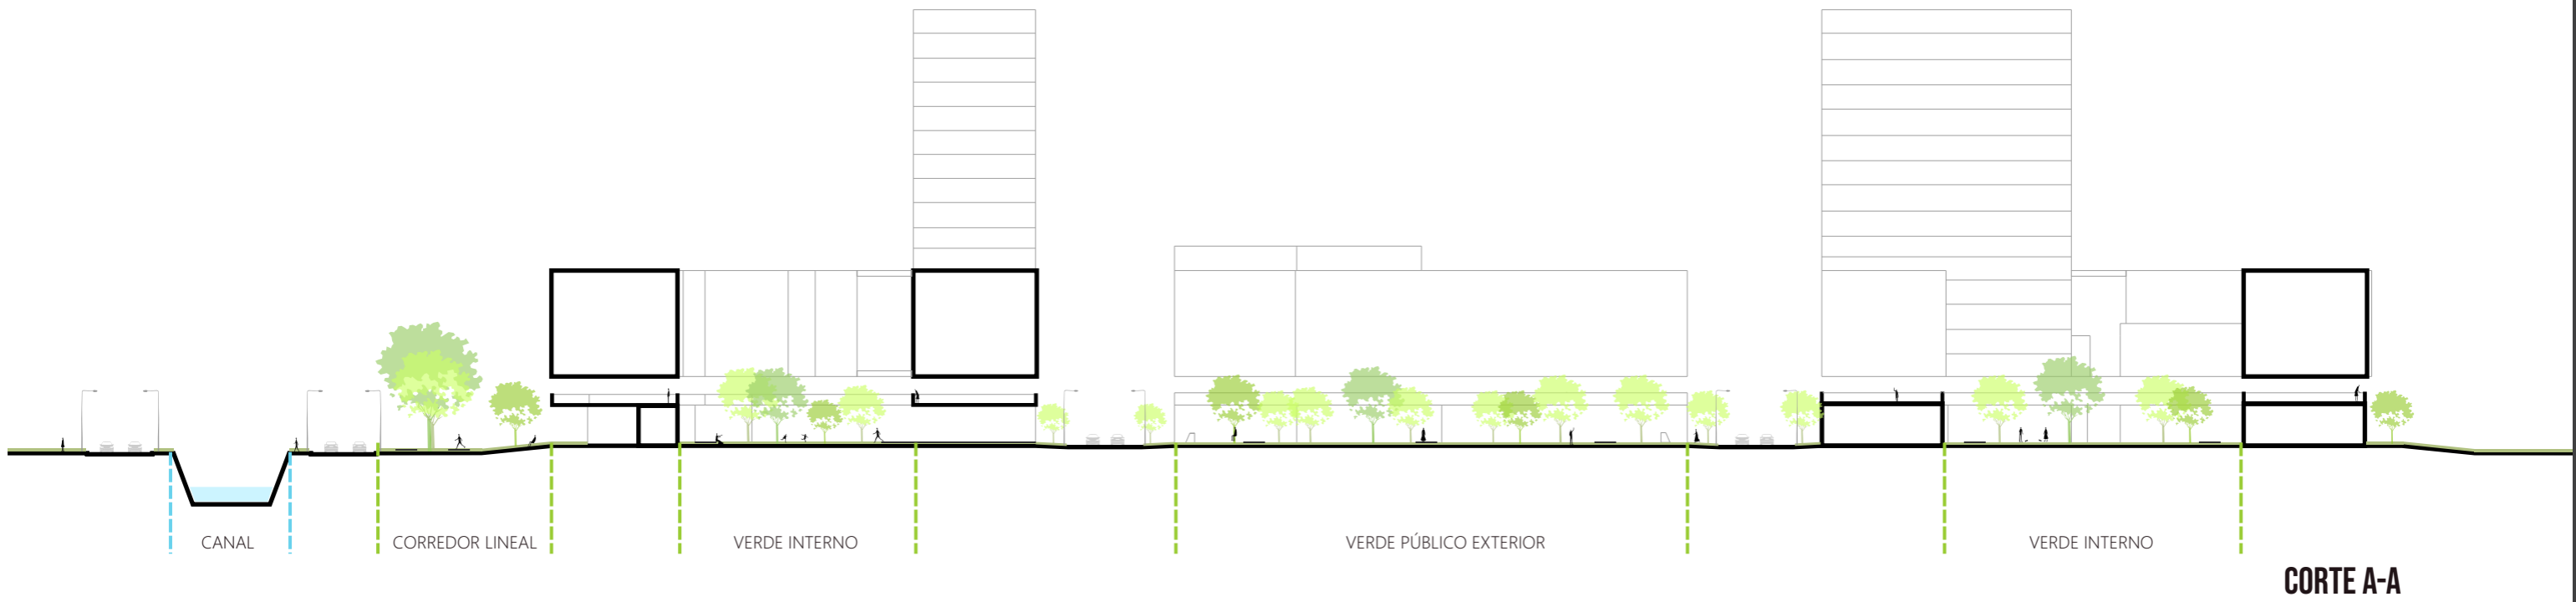 CANAL
CORREDOR LINEAL
VERDE INTERNO
VERDE PÚBLICO EXTERIOR
VERDE INTERNO
CORTE A-A